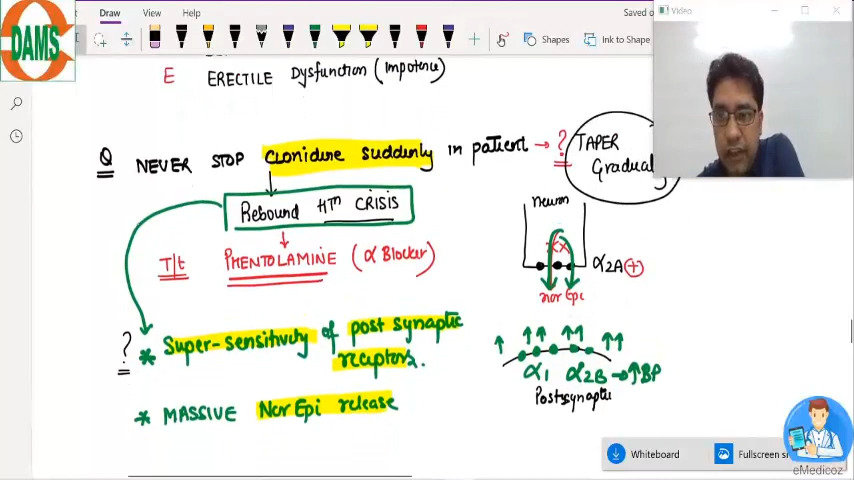 DAMS
Draw
View
Help
Saved o
Video
Shapes
Ink to Shape
E ERECTILE Dysfunction (Impotence)
Q NEVER STOP Clonidine suddenly in patient → ? TAPER
Graduall
Rebound HTn CRISIS
T/t PHENTOLAMINE (α Blocker)
neuron
××
α2A (+)
nor Epi
? * Super-sensitivity of post synaptic
receptors.
↑ ↑↑ ↑↑ ↑↑
α1 α2B → ↑BP
Postsynaptic
* MASSIVE Nor Epi release
Whiteboard
Fullscreen s
eMedicoz